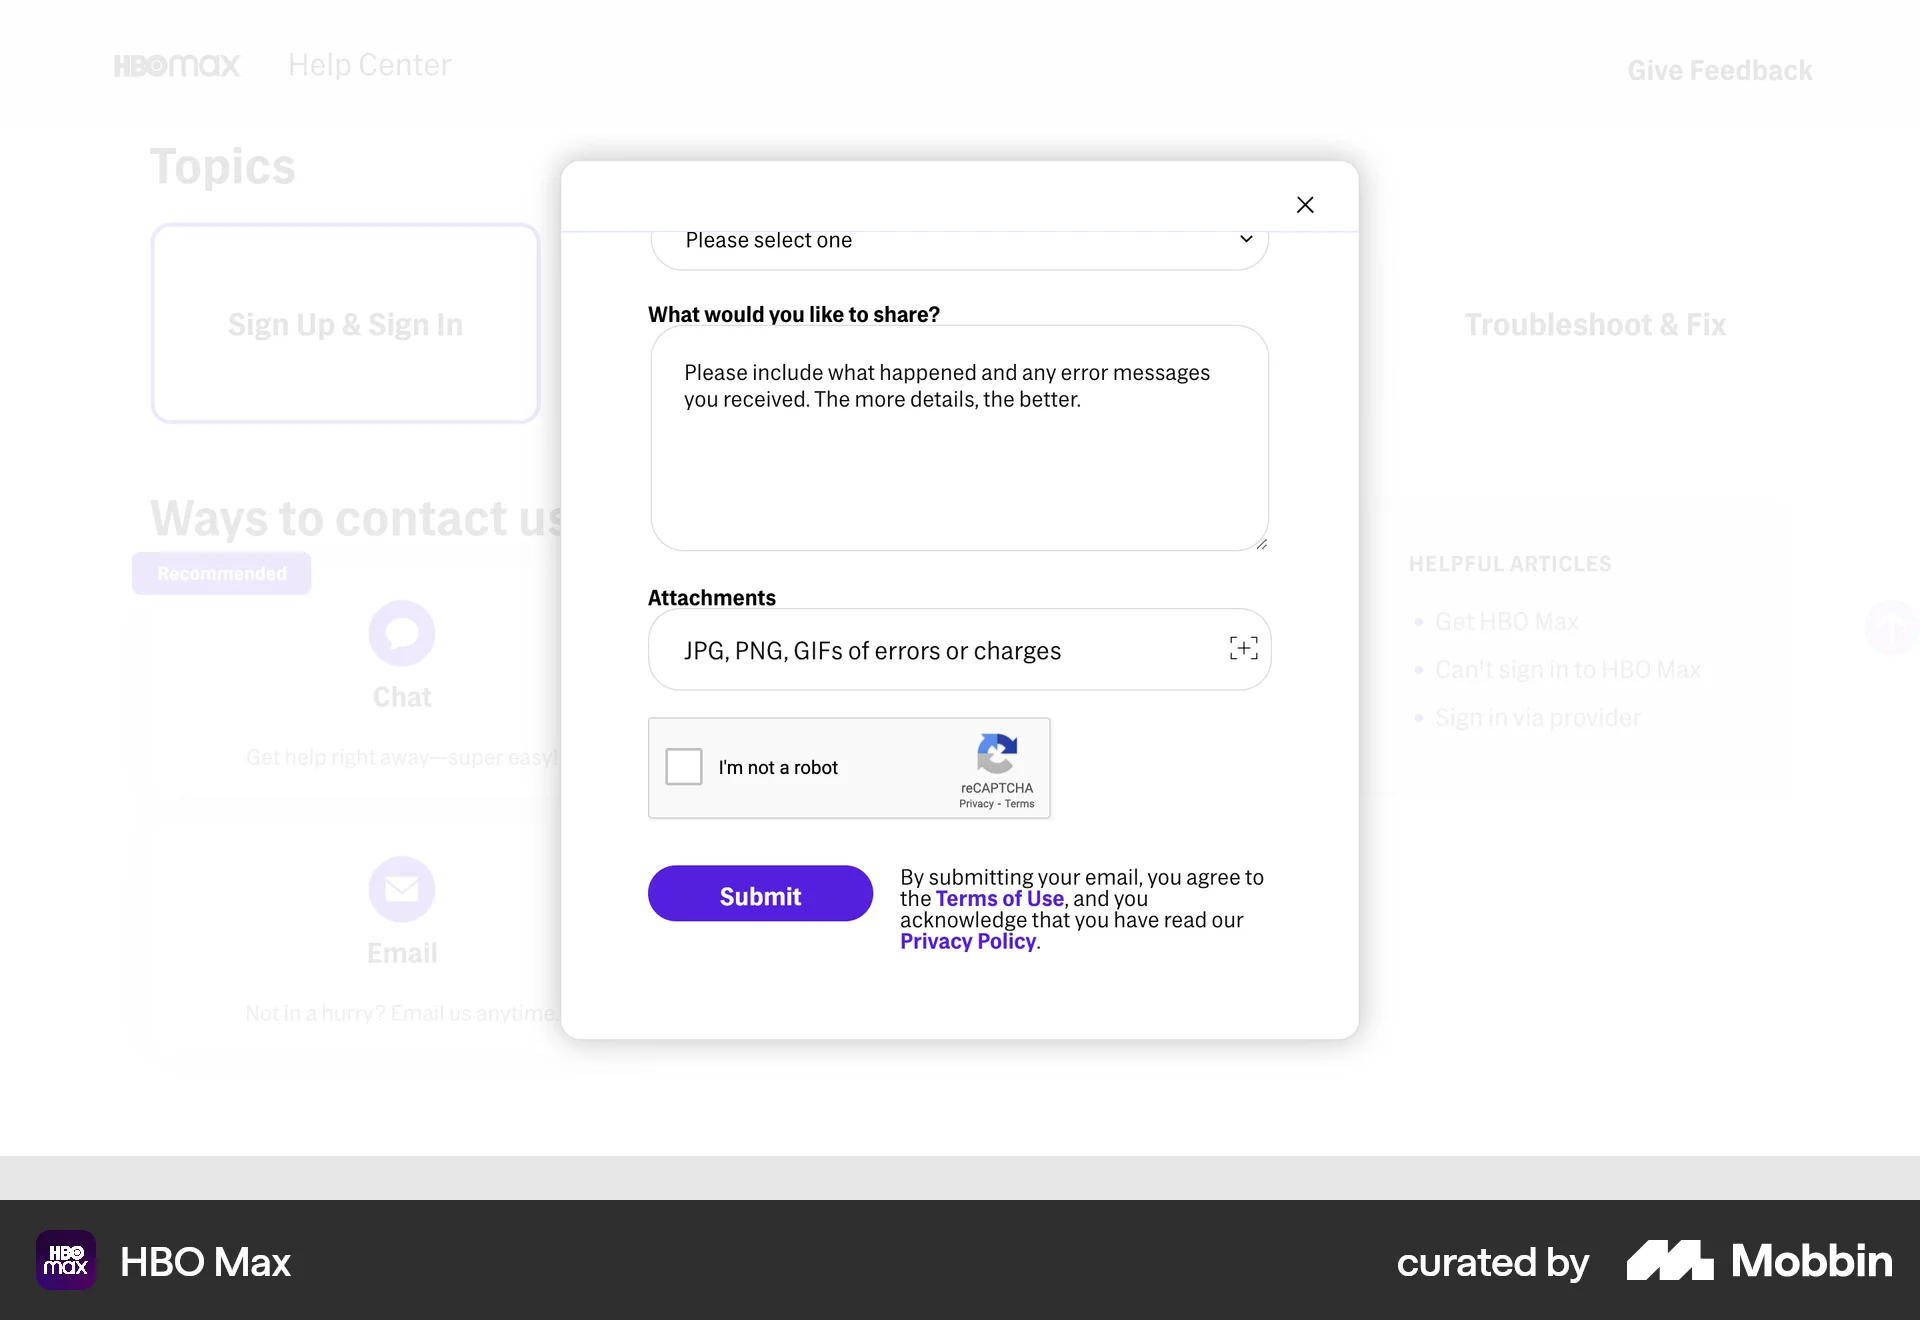 HBOmax Help Center
Give Feedback
Topics
Sign Up & Sign In
Troubleshoot & Fix
Ways to contact us
Recommended
Chat
Get help right away—super easy!
Email
Not in a hurry? Email us anytime.
Please select one
What would you like to share?
Please include what happened and any error messages
you received. The more details, the better.
Attachments
JPG, PNG, GIFs of errors or charges
I'm not a robot
reCAPTCHA
Privacy - Terms
Submit
By submitting your email, you agree to
the Terms of Use, and you
acknowledge that you have read our
Privacy Policy.
HELPFUL ARTICLES
Get HBO Max
Can't sign in to HBO Max
Sign in via provider
HBO
max
HBO Max
curated by Mobbin